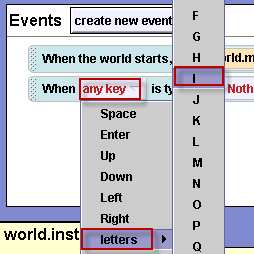 Events
create new event
When the world starts,
rld.m
When any key is ty
Noth
Space
Enter
Up
Down
Left
Right
letters
F
G
H
I
J
K
L
M
N
O
P
Q
world.inst